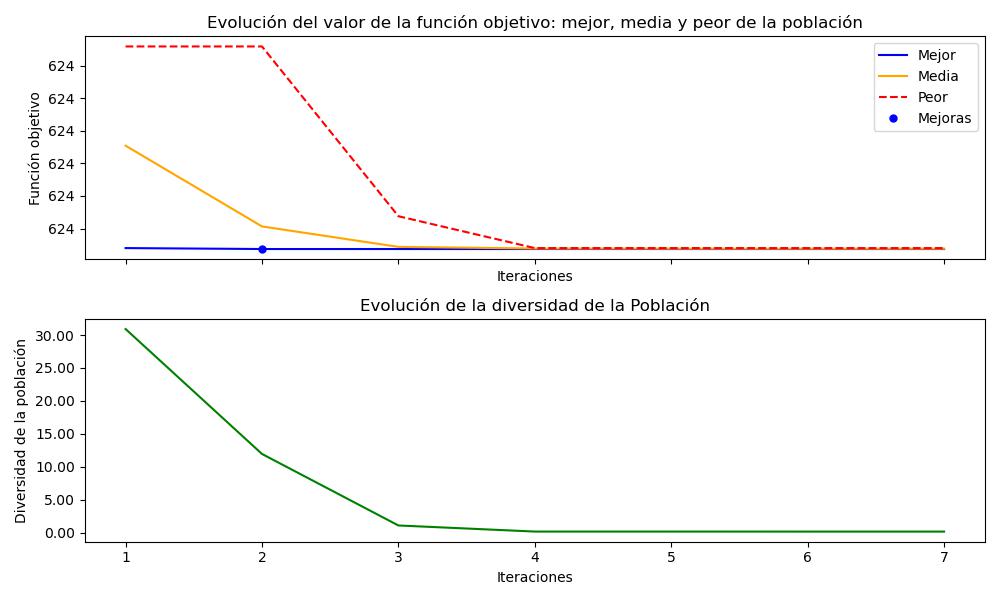 Evolución del valor de la función objetivo: mejor, media y peor de la población
Función objetivo
624
624
624
624
624
624
Mejor
Media
Peor
Mejoras
Iteraciones
Evolución de la diversidad de la Población
Diversidad de la población
30.00
25.00
20.00
15.00
10.00
5.00
0.00
1 2 3 4 5 6 7
Iteraciones